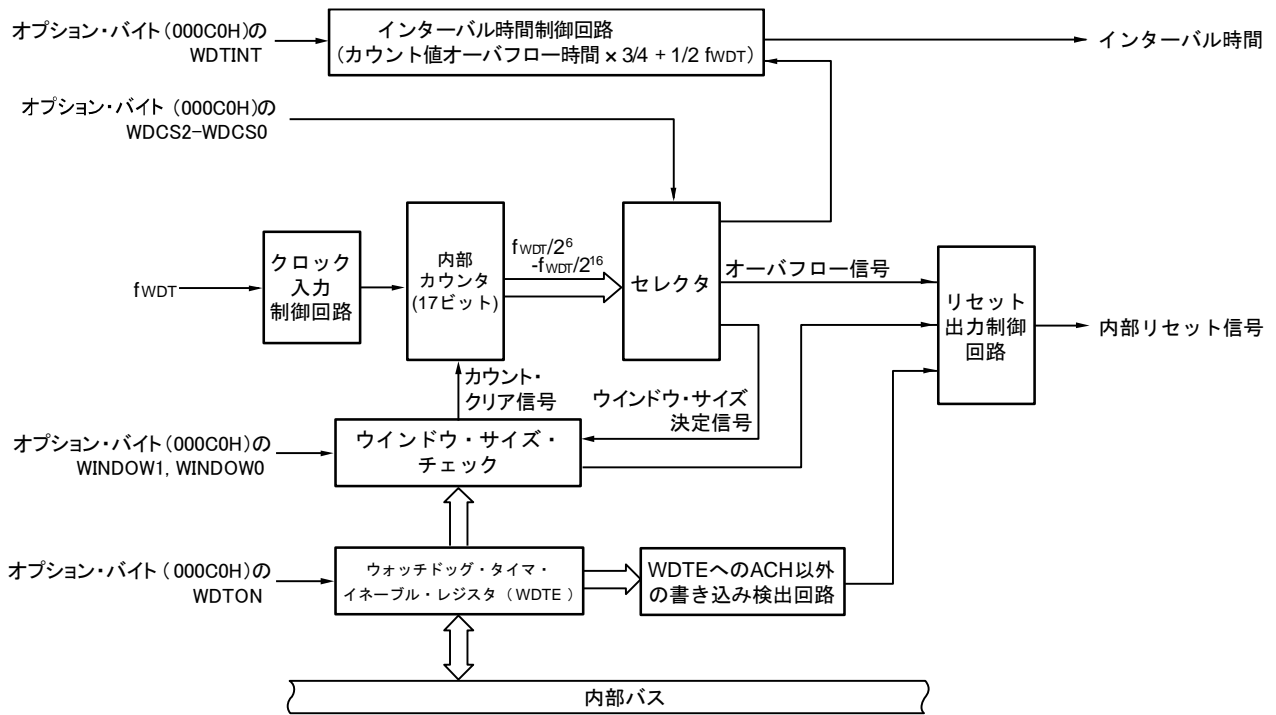 オプション・バイト(000C0H)の
WDTINT
インターバル時間制御回路
(カウント値オーバフロー時間 × 3/4 + 1/2 fWDT)
インターバル時間
オプション・バイト (000C0H)の
WDCS2-WDCS0
fWDT
クロック
入力
制御回路
内部
カウンタ
(17ビット)
fWDT/2⁶
-fWDT/2¹⁶
セレクタ
オーバフロー信号
リセット
出力制御
回路
内部リセット信号
カウント・
クリア信号
ウインドウ・サイズ
決定信号
オプション・バイト(000C0H)の
WINDOW1, WINDOW0
ウインドウ・サイズ・
チェック
オプション・バイト( 000C0H)の
WDTON
ウォッチドッグ・タイマ・
イネーブル・レジスタ( WDTE )
WDTEへのACH以外
の書き込み検出回路
内部バス